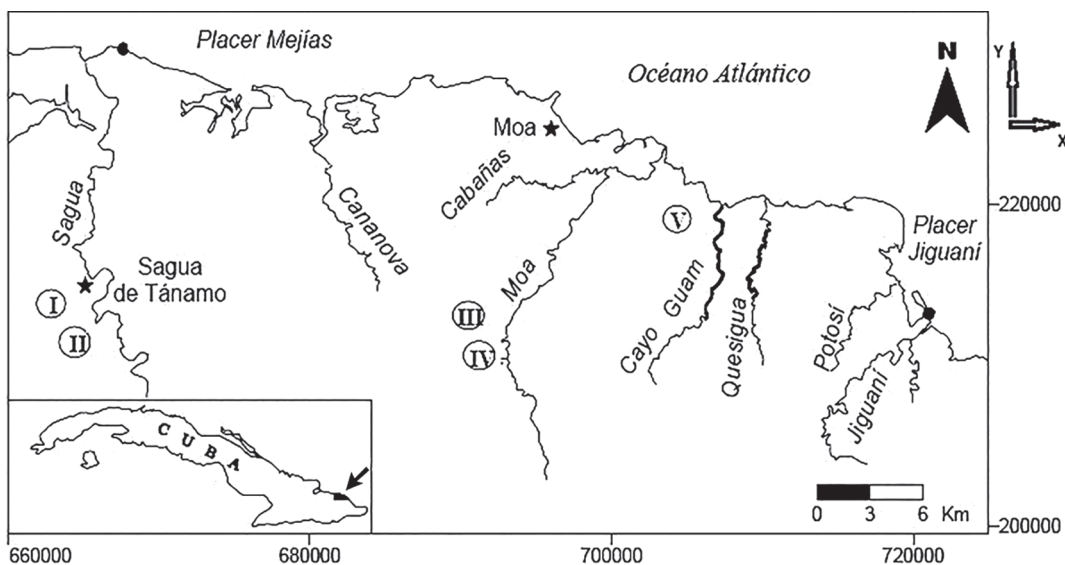 Placer Mejías
Océano Atlántico
N
Y
X
Moa
Cabañas
Sagua
Cananova
220000
V
Placer
Jiguaní
Moa
Sagua
de Tánamo
I
II
III
IV
Cayo Guam
Quesigua
Potosí
Jiguaní
CUBA
0 3 6 Km
200000
660000 680000 700000 720000